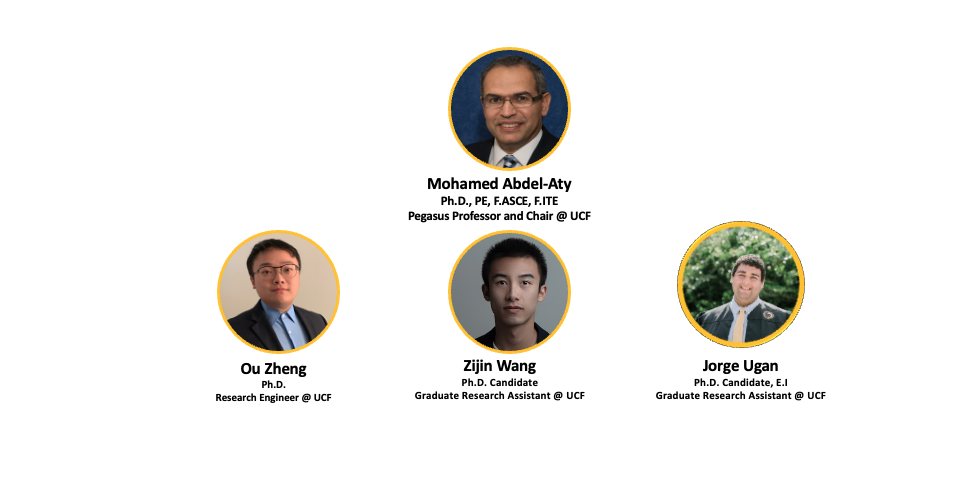 Mohamed Abdel-Aty
Ph.D., PE, F.ASCE, F.ITE
Pegasus Professor and Chair @ UCF
Ou Zheng
Ph.D.
Research Engineer @ UCF
Zijin Wang
Ph.D. Candidate
Graduate Research Assistant @ UCF
Jorge Ugan
Ph.D. Candidate, E.I
Graduate Research Assistant @ UCF